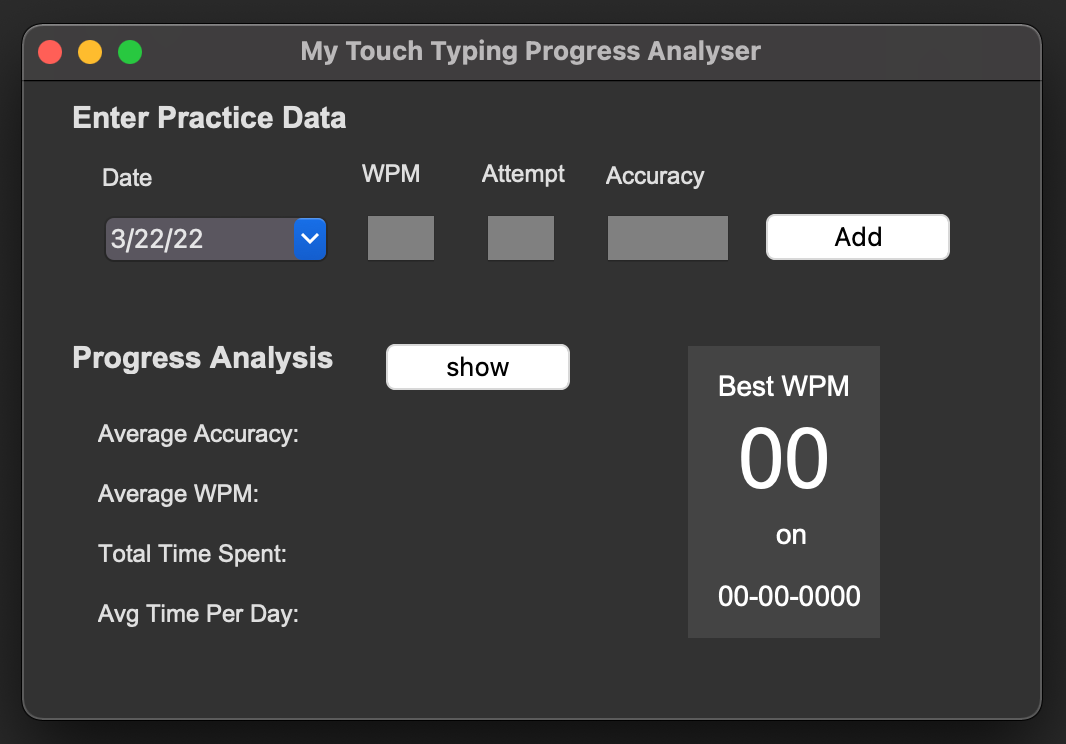 My Touch Typing Progress Analyser
Enter Practice Data
Date WPM Attempt Accuracy
3/22/22 Add
Progress Analysis show
Best WPM
Average Accuracy:
00
Average WPM:
on
Total Time Spent:
00-00-0000
Avg Time Per Day: